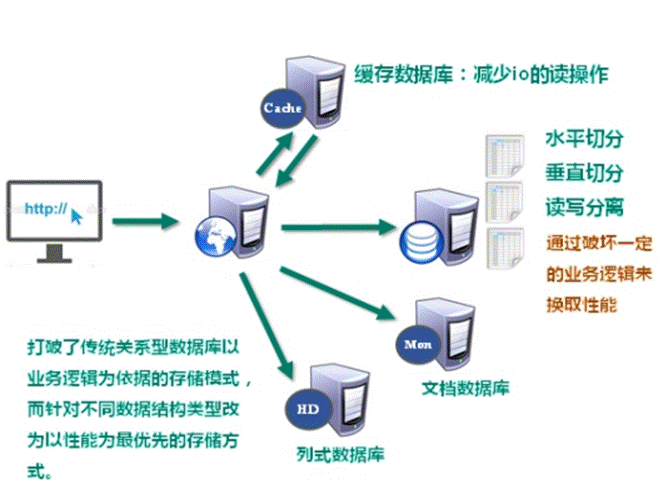 缓存数据库：减少io的读操作
Cache
水平切分
垂直切分
读写分离
http://
通过破坏一定
的业务逻辑来
换取性能
Mon
文档数据库
打破了传统关系型数据库以
业务逻辑为依据的存储模式，
而针对不同数据结构类型改
为以性能为最优先的存储方
式。
HD
列式数据库